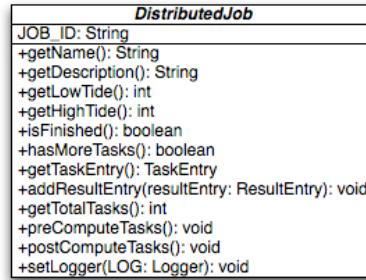 DistributedJob
JOB_ID: String
+getName(): String
+getDescription(): String
+getLowTide(): int
+getHighTide(): int
+isFinished(): boolean
+hasMoreTasks(): boolean
+getTaskEntry(): TaskEntry
+addResultEntry(resultEntry: ResultEntry): void
+getTotalTasks(): int
+preComputeTasks(): void
+postComputeTasks(): void
+setLogger(LOG: Logger): void